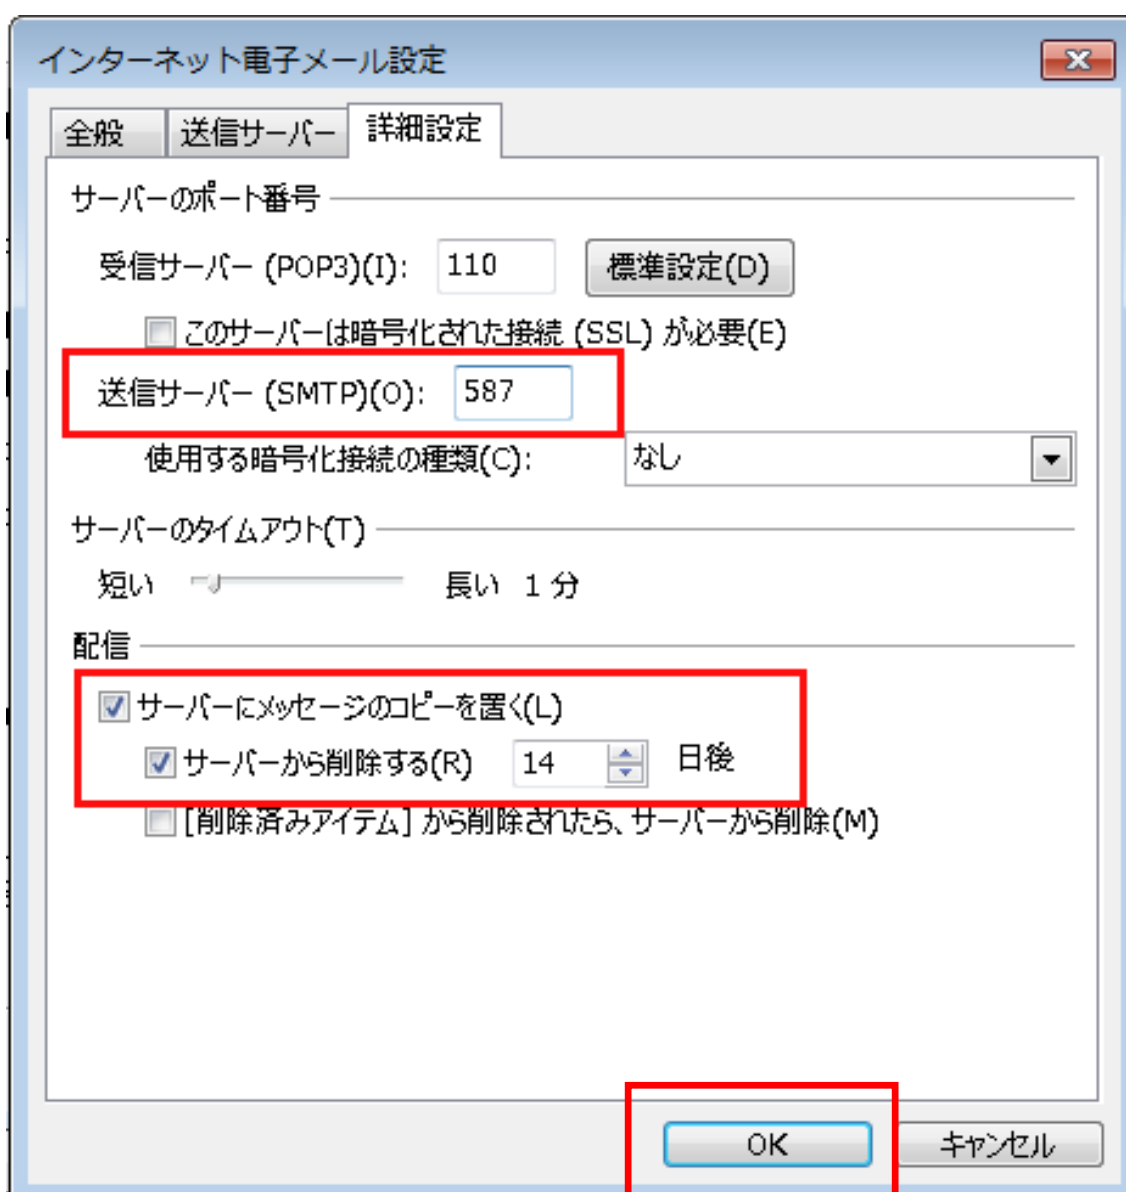 インターネット電子メール設定
全般 送信サーバー 詳細設定
サーバーのポート番号
受信サーバー (POP3)(I): 110 標準設定(D)
このサーバーは暗号化された接続 (SSL) が必要(E)
送信サーバー (SMTP)(O): 587
使用する暗号化接続の種類(C): なし
サーバーのタイムアウト(T)
短い 長い 1 分
配信
サーバーにメッセージのコピーを置く(L)
サーバーから削除する(R) 14 日後
[削除済みアイテム] から削除されたら、サーバーから削除(M)
OK キャンセル